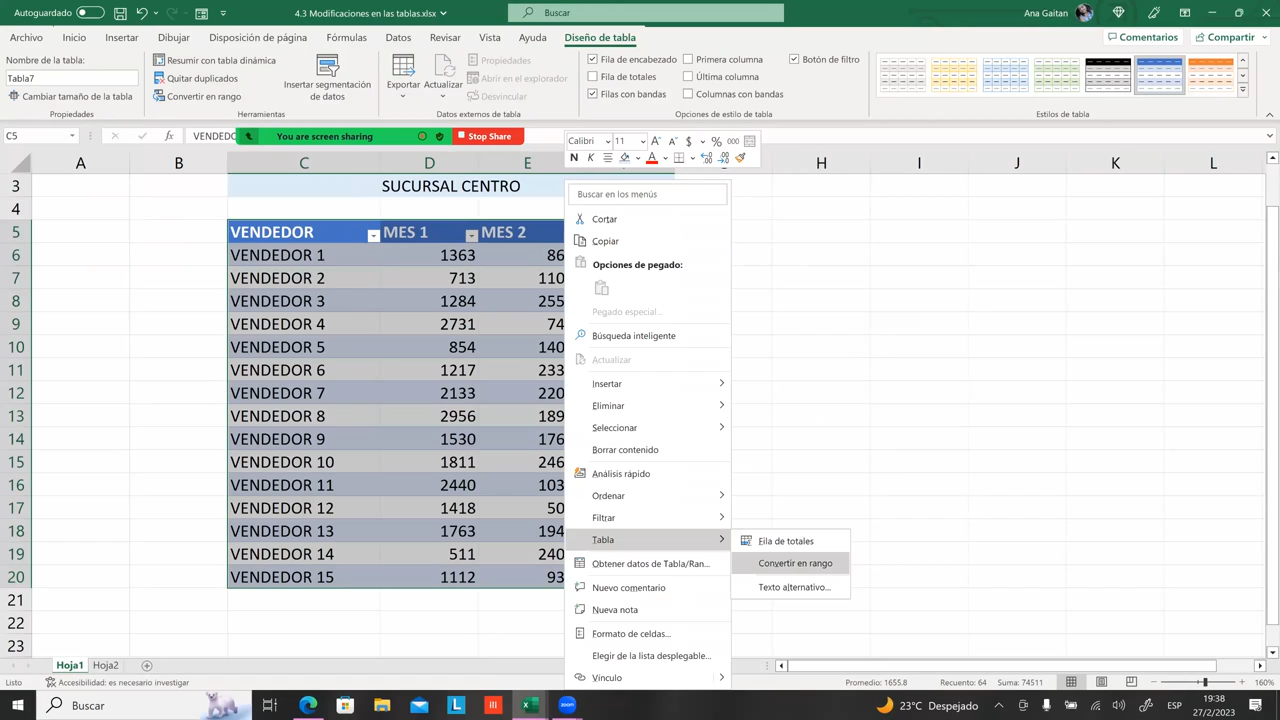 Autoguardado
4.3 Modificaciones en las tablas.xlsx
Buscar
Ana Gaitan
Archivo Inicio Insertar Dibujar Disposición de página Fórmulas Datos Revisar Vista Ayuda Diseño de tabla
Comentarios Compartir
Nombre de la tabla:
Tabla7
Cambiar tamaño de la tabla
Propiedades
Resumir con tabla dinámica
Quitar duplicados
Convertir en rango
Herramientas
segmentación
de datos
Exportar Actualizar
Propiedades
Abrir en explorador
Desvincular
Datos externos de tabla
Fila de encabezado Primera columna Botón de filtro
Fila de totales Última columna
Filas con bandas Columnas con bandas
Opciones de estilo de tabla
Estilos de tabla
C5
fx
You are screen sharing
Stop Share
Calibri 11 A A $ % 000
N K A
A B C D E H I J K L
3 SUCURSAL CENTRO
4
5 VENDEDOR MES 1 MES 2
6 VENDEDOR 1 1363 86
7 VENDEDOR 2 713 110
8 VENDEDOR 3 1284 255
9 VENDEDOR 4 2731 74
10 VENDEDOR 5 854 140
11 VENDEDOR 6 1217 233
12 VENDEDOR 7 2133 220
13 VENDEDOR 8 2956 189
14 VENDEDOR 9 1530 176
15 VENDEDOR 10 1811 246
16 VENDEDOR 11 2440 103
17 VENDEDOR 12 1418 50
18 VENDEDOR 13 1763 194
19 VENDEDOR 14 511 240
20 VENDEDOR 15 1112 93
21
22
23
Buscar en los menús
Cortar
Copiar
Opciones de pegado:
Pegado especial...
Búsqueda inteligente
Actualizar
Insertar
Eliminar
Seleccionar
Borrar contenido
Análisis rápido
Ordenar
Filtrar
Tabla
Obtener datos de Tabla/Ran...
Nuevo comentario
Nueva nota
Formato de celdas...
Elegir de la lista desplegable...
Vínculo
Fila de totales
Convertir en rango
Texto alternativo...
Hoja1 Hoja2
Listo
Accesibilidad: es necesario investigar
Promedio: 1655.8 Recuento: 64 Suma: 74511
160%
Buscar
23°C Despejado
ESP
19:38
27/2/2023
zoom